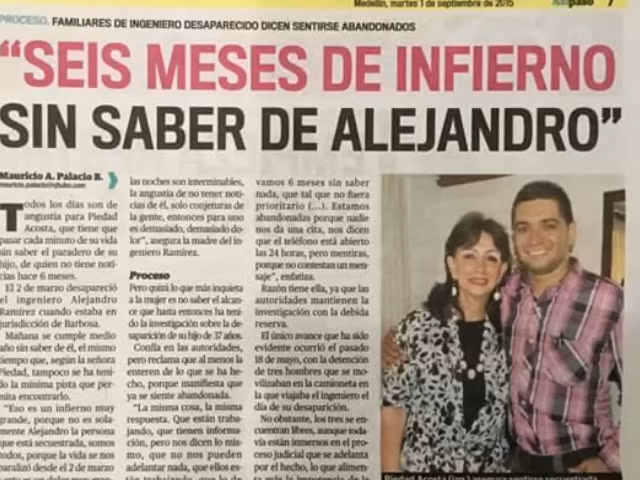 Medellín, martes 1 de septiembre de 2015
7
PROCESO. FAMILIARES DE INGENIERO DESAPARECIDO DICEN SENTIRSE ABANDONADOS
“SEIS MESES DE INFIERNO
SIN SABER DE ALEJANDRO”
Mauricio A. Palacio B.
Todos los días son de
angustia para Piedad
Acosta, que tiene que
pasar cada minuto de su vida
sin saber el paradero de su
hijo, de quien no tiene noti-
cias hace 6 meses.
El 2 de marzo desapareció
el ingeniero Alejandro
Ramírez cuando estaba en
jurisdicción de Barbosa.
Mañana se cumple medio
año sin saber de él, el mismo
tiempo que, según la señora
Piedad, tampoco se ha teni-
do la mínima pista que per-
mita encontrarlo.
"Eso es un infierno muy
grande, porque no es sola-
mente Alejandro la persona
que está secuestrada, somos
todos, porque la vida se nos
paralizó desde el 2 de marzo
las noches son interminables,
la angustia de no tener noti-
cias de él, solo conjeturas de
la gente, entonces para uno
es demasiado, demasiado do-
lor", asegura la madre del in-
geniero Ramírez.
Proceso
Pero quizá lo que más inquieta
a la mujer es no saber el alcan-
ce que hasta entonces ha teni-
do la investigación sobre la de-
saparición de su hijo de 37 años.
Confía en las autoridades,
pero reclama que al menos la
enteren de lo que se ha he-
cho, porque manifiesta que
ya se siente abandonada.
"La misma cosa, la misma
respuesta. Que están traba-
jando, que tienen informa-
ción, pero nos dicen lo mis-
mo, que no nos pueden
adelantar nada, que ellos es-
vamos 6 meses sin saber
nada, que tal que no fuera
prioritario (...). Estamos
abandonadas porque nadie
nos da una cita, nos dicen
que el teléfono está abierto
las 24 horas, pero mentiras,
porque no contestan un men-
saje", enfatiza.
Razón tiene ella, ya que las
autoridades mantienen la
investigación con la debida
reserva.
El único avance que ha sido
evidente ocurrió el pasado
18 de mayo, con la detención
de tres hombres que se mo-
vilizaban en la camioneta en
la que viajaba el ingeniero el
día de su desaparición.
No obstante, los tres se en-
cuentran libres, aunque toda-
vía están inmersos en el pro-
ceso judicial que se adelanta
por el hecho, lo que alimen-